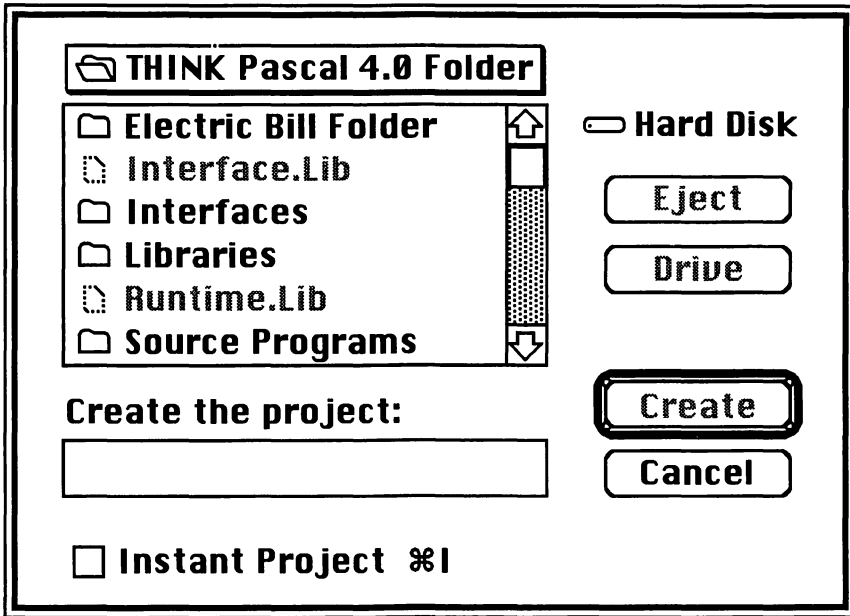 THINK Pascal 4.0 Folder
Electric Bill Folder
Interface.Lib
Interfaces
Libraries
Runtime.Lib
Source Programs
Hard Disk
Eject
Drive
Create the project:
Create
Cancel
Instant Project ⌘I